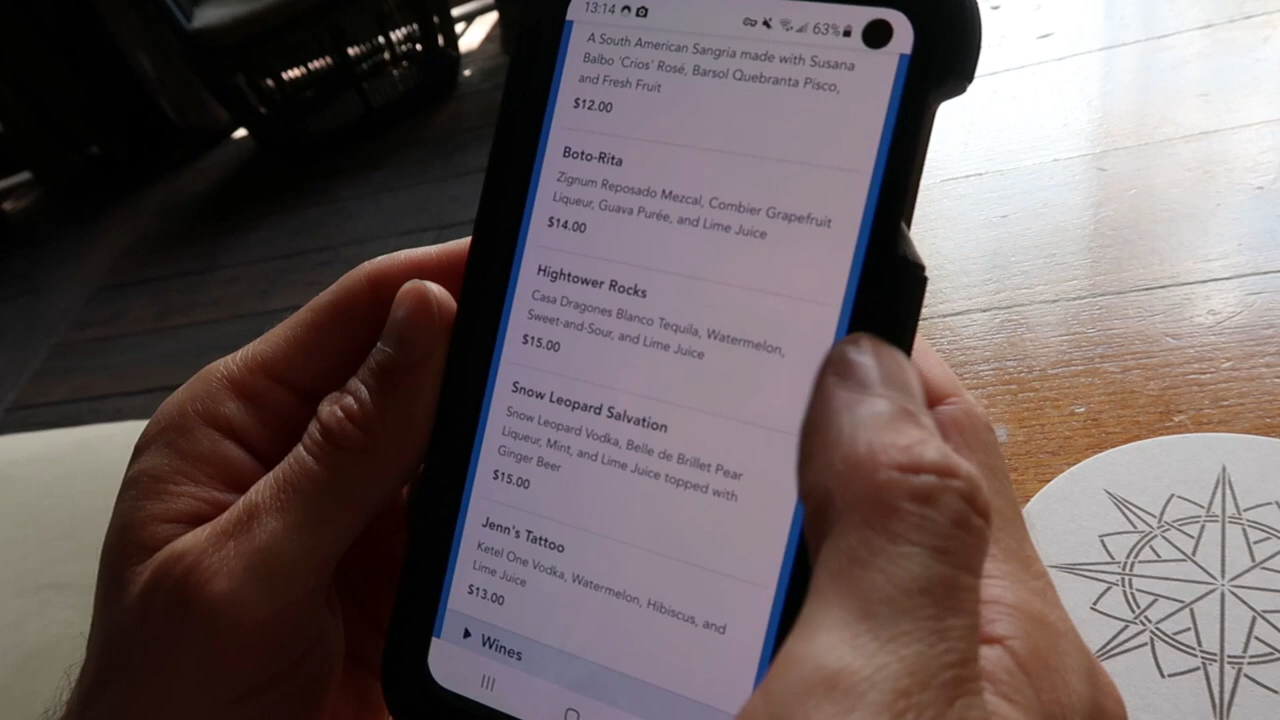 13:14
63%
A South American Sangria made with Susana
Balbo 'Crios' Rosé, Barsol Quebranta Pisco,
and Fresh Fruit
$12.00
Boto-Rita
Zignum Reposado Mezcal, Combier Grapefruit
Liqueur, Guava Purée, and Lime Juice
$14.00
Hightower Rocks
Casa Dragones Blanco Tequila, Watermelon,
Sweet-and-Sour, and Lime Juice
$15.00
Snow Leopard Salvation
Snow Leopard Vodka, Belle de Brillet Pear
Liqueur, Mint, and Lime Juice topped with
Ginger Beer
$15.00
Jenn's Tattoo
Ketel One Vodka, Watermelon, Hibiscus, and
Lime Juice
$13.00
Wines